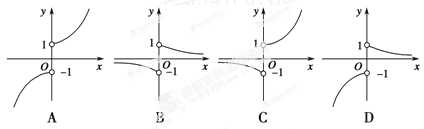 y y y y
1 1 1 1
O x O x O x O x
-1 -1 -1 -1
A B C D